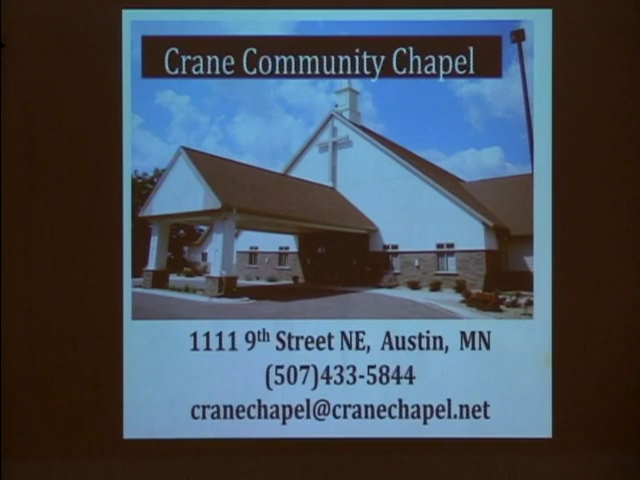 Crane Community Chapel
1111 9th Street NE, Austin, MN
(507)433-5844
cranechapel@cranechapel.net